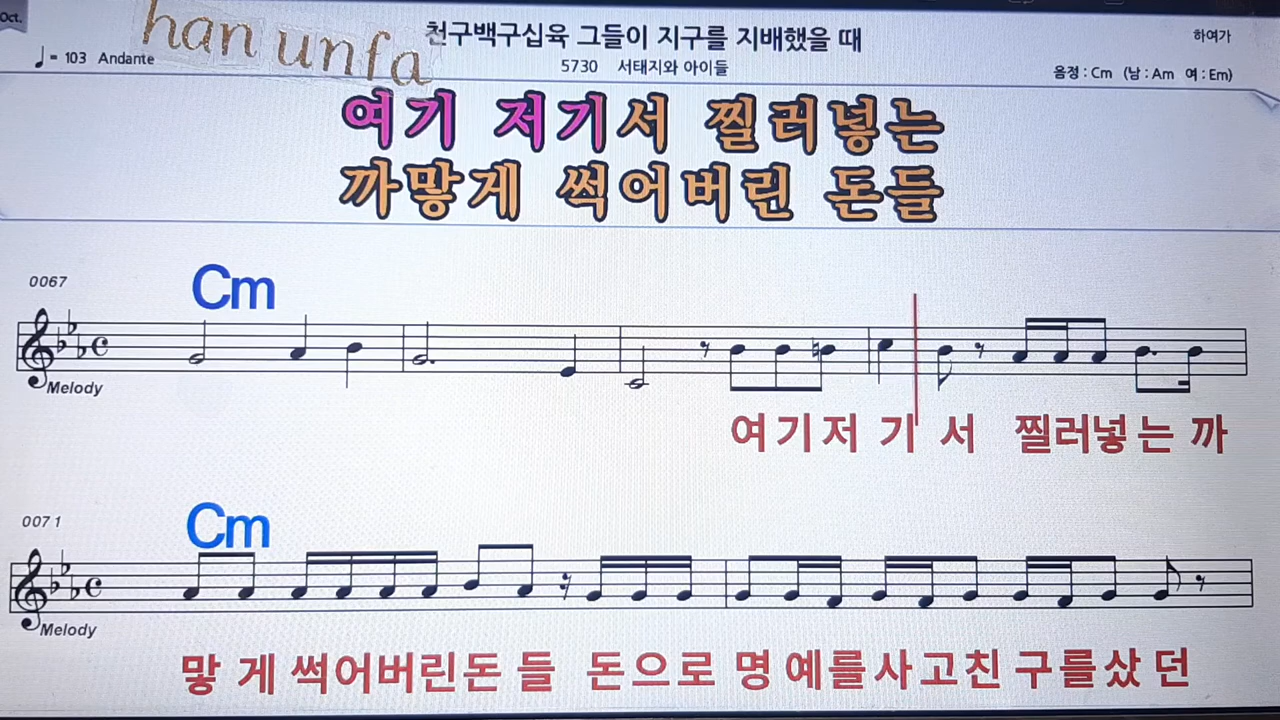 Oct.
han unfa
천구백구십육 그들이 지구를 지배했을 때
하여가
♩= 103 Andante
5730 서태지와 아이들
음정 : Cm (남 : Am 여 : Em)
여기 저기서 찔러넣는
까맣게 썩어버린 돈들
0067
Cm
Melody
여기저 기 서 찔러넣는 까
0071
Cm
Melody
맣 게 썩어버린돈 들 돈으로 명 예를사고친 구를샀 던